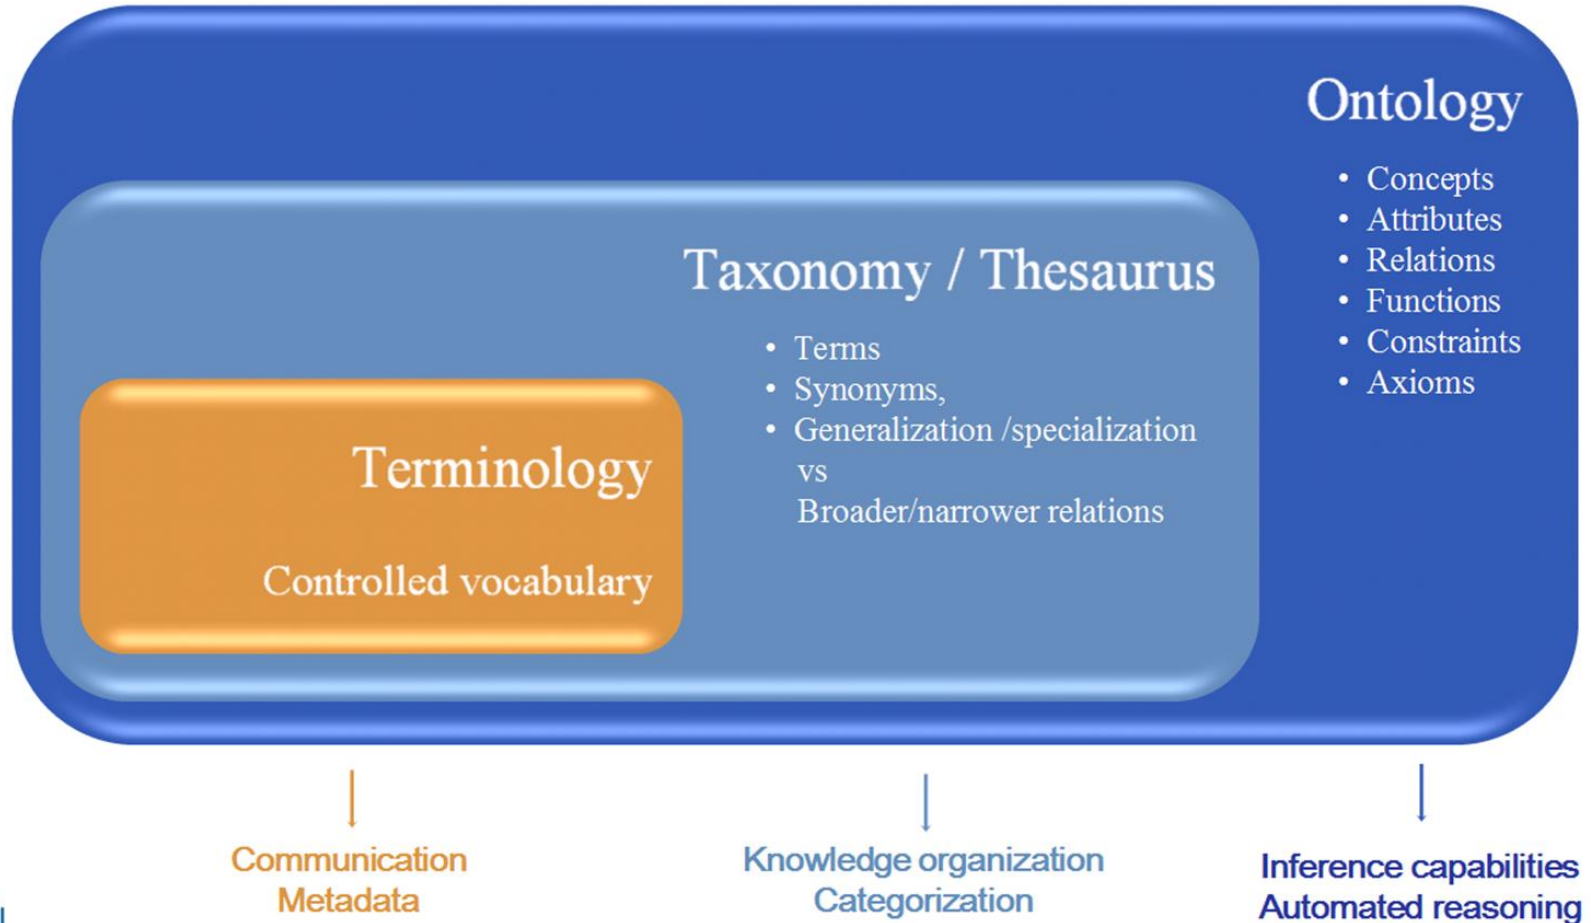 Ontology
• Concepts
• Attributes
• Relations
• Functions
• Constraints
• Axioms
Taxonomy / Thesaurus
• Terms
• Synonyms,
• Generalization /specialization
vs
Broader/narrower relations
Terminology
Controlled vocabulary
Communication
Metadata
Knowledge organization
Categorization
Inference capabilities
Automated reasoning